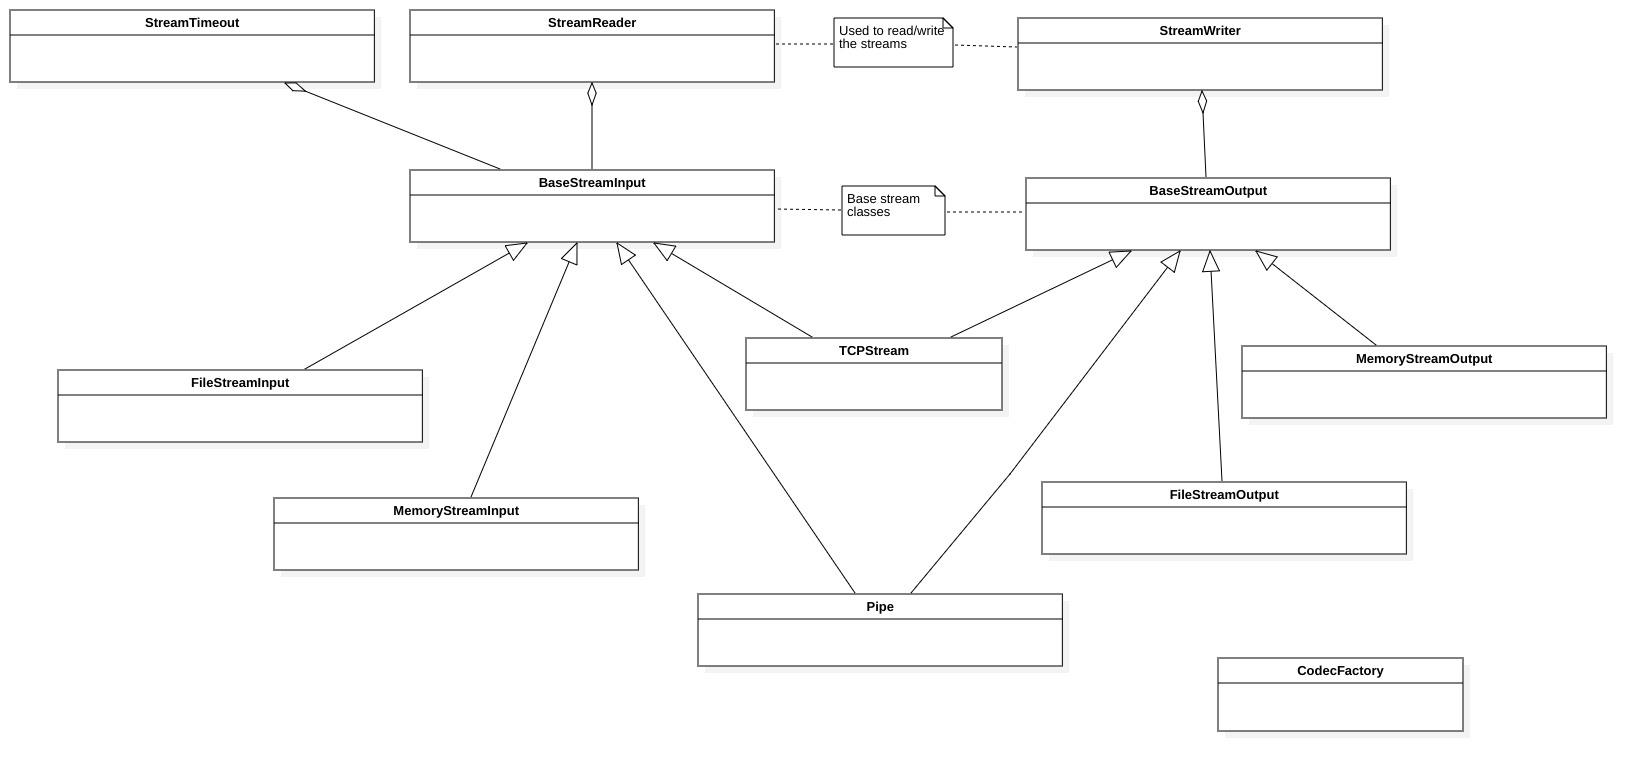 StreamTimeout
StreamReader
Used to read/write
the streams
StreamWriter
BaseStreamInput
Base stream
classes
BaseStreamOutput
TCPStream
MemoryStreamOutput
FileStreamInput
FileStreamOutput
MemoryStreamInput
Pipe
CodecFactory